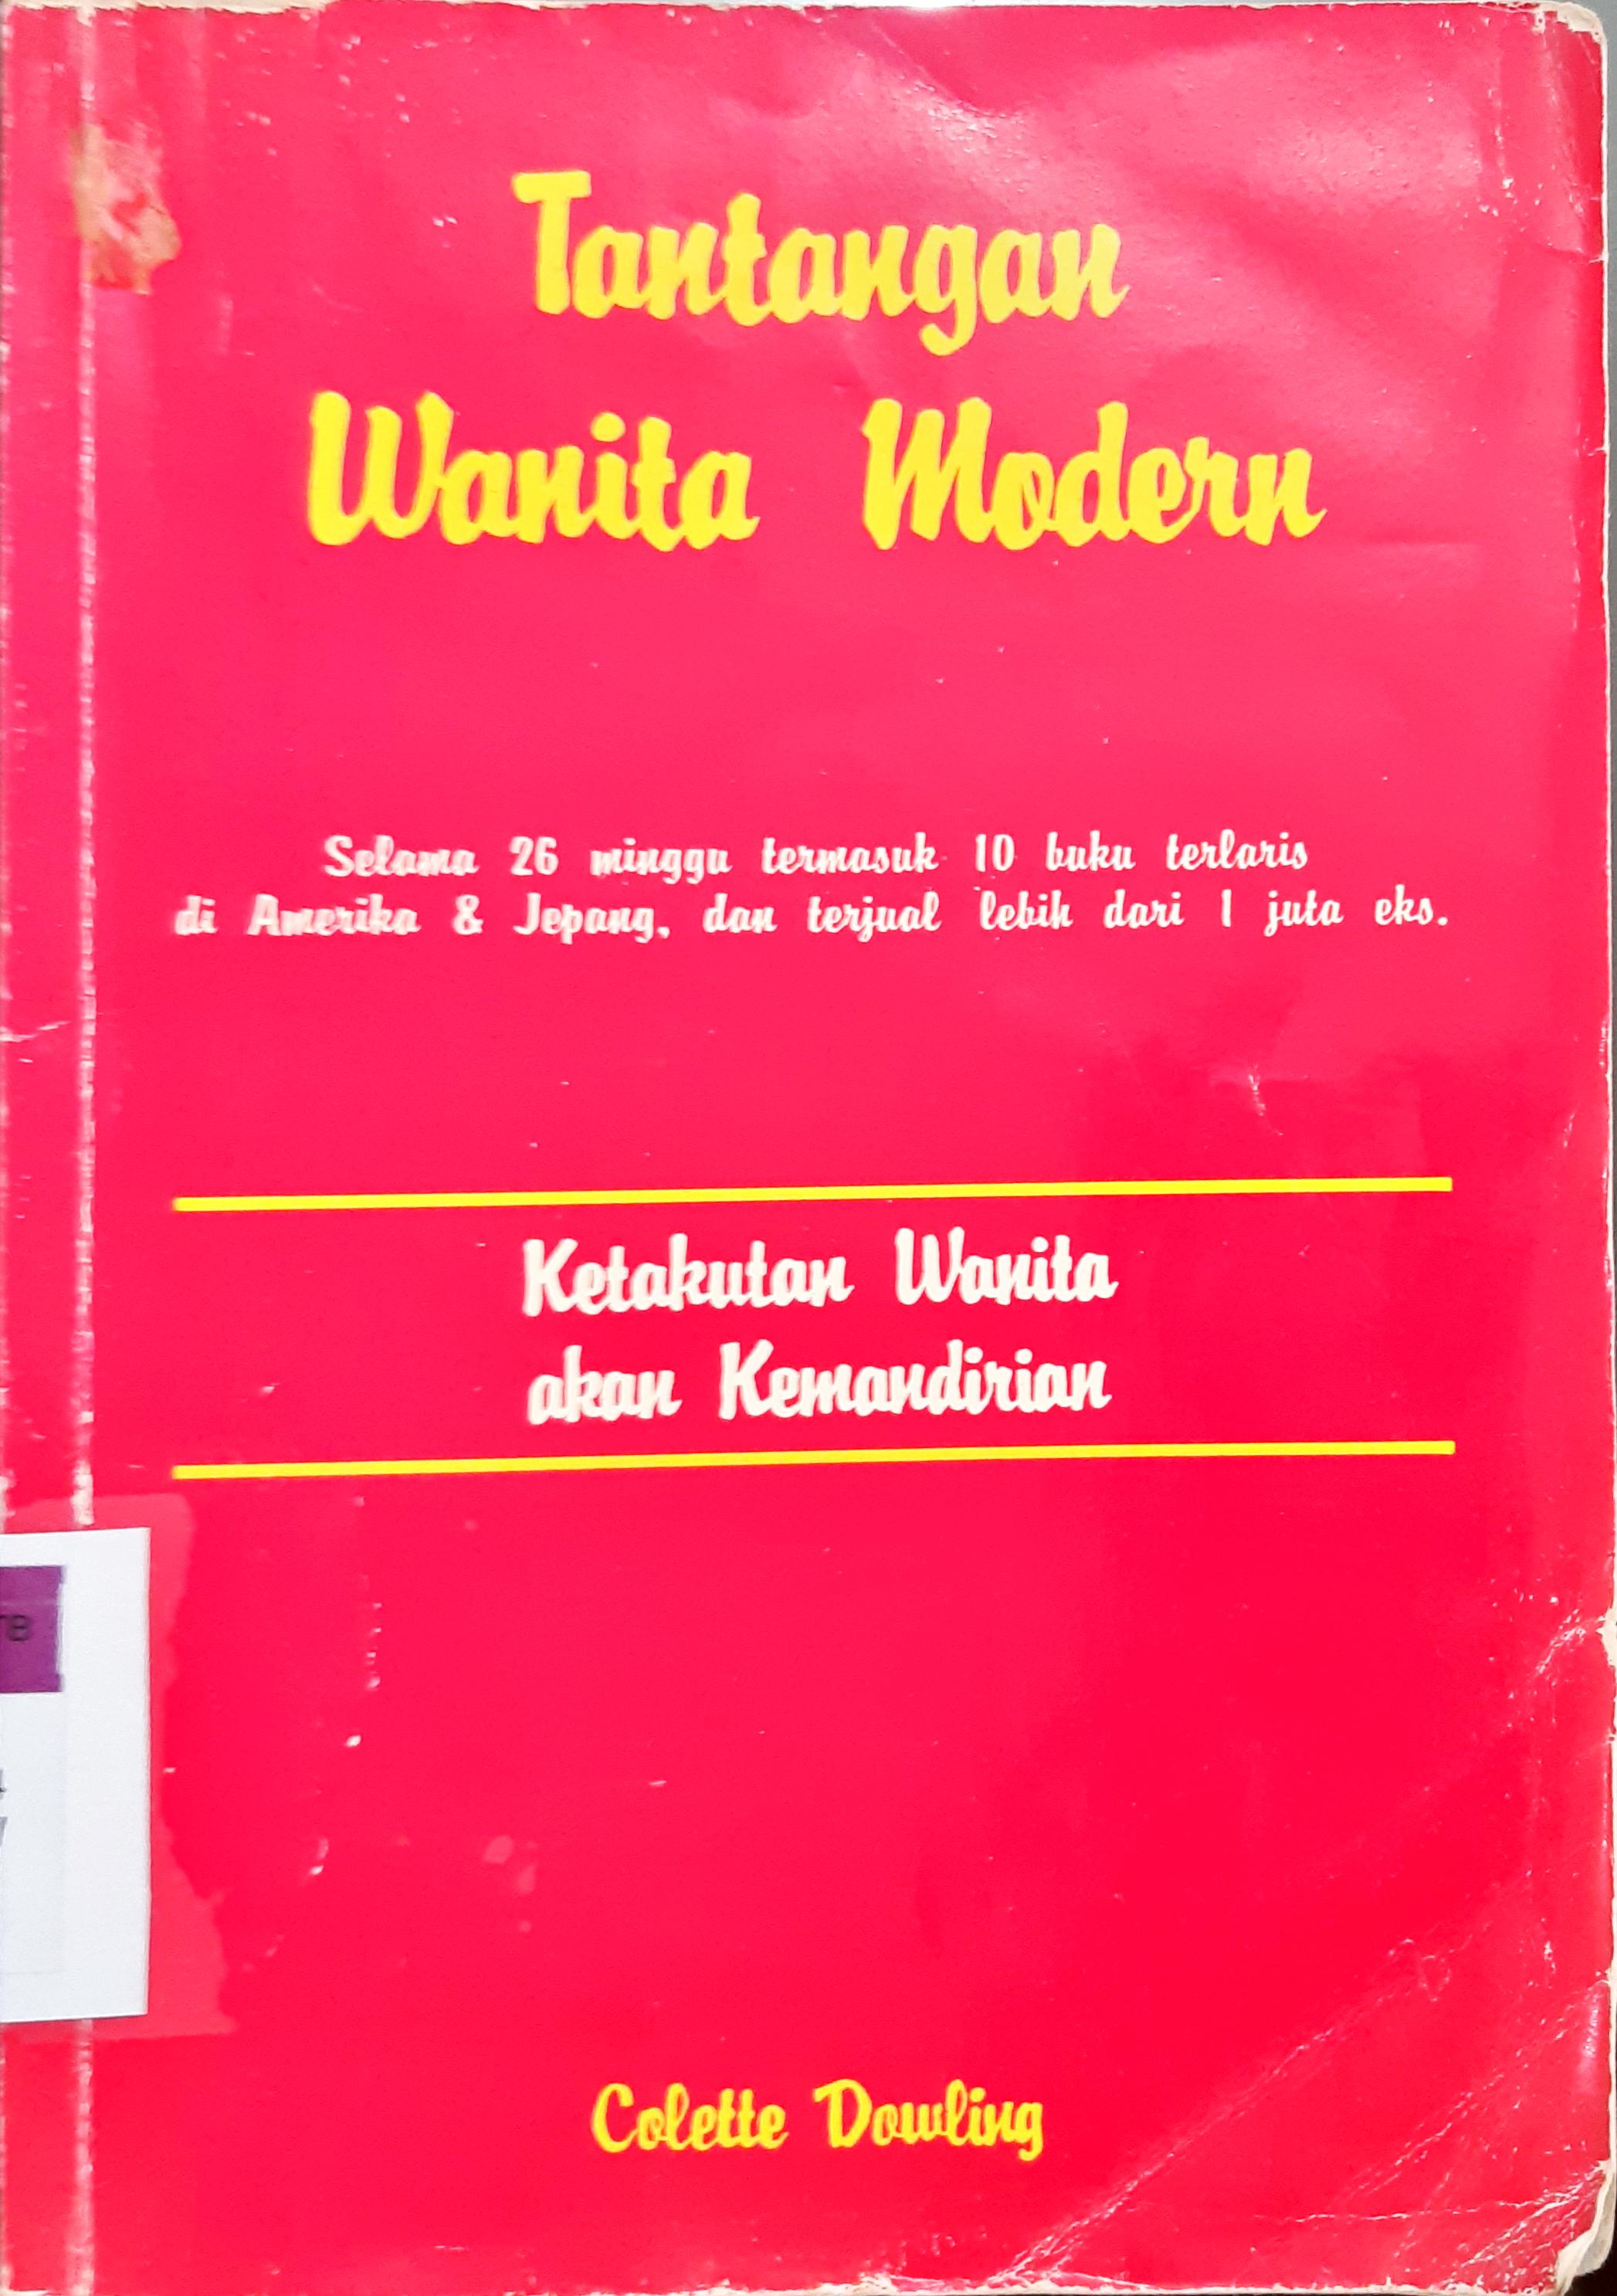 Tantangan
Wanita Modern
Selama 26 minggu termasuk 10 buku terlaris
di Amerika & Jepang, dan terjual lebih dari 1 juta eks.
Ketakutan Wanita
akan Kemandirian
Colette Dowling